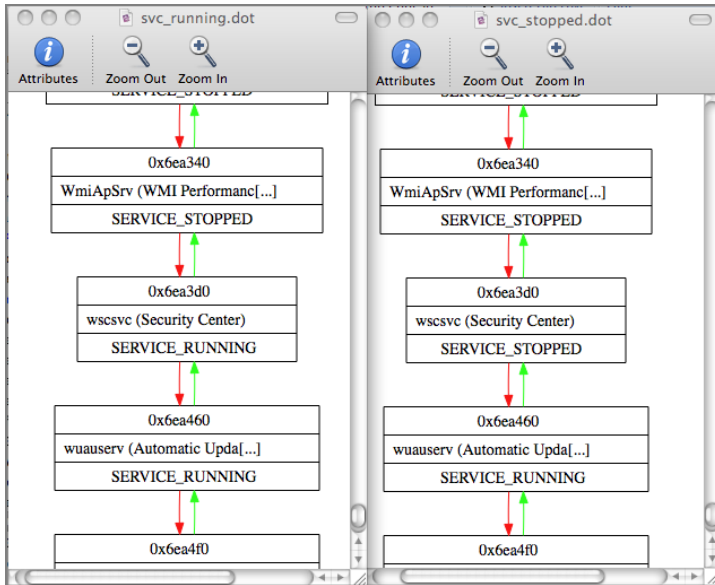 svc_running.dot
Attributes
Zoom Out
Zoom In
SERVICE_STOPPED
0x6ea340
WmiApSrv (WMI Performanc[...]
SERVICE_STOPPED
0x6ea3d0
wscsvc (Security Center)
SERVICE_RUNNING
0x6ea460
wuauserv (Automatic Upda[...]
SERVICE_RUNNING
0x6ea4f0
svc_stopped.dot
Attributes
Zoom Out
Zoom In
SERVICE_STOPPED
0x6ea340
WmiApSrv (WMI Performanc[...]
SERVICE_STOPPED
0x6ea3d0
wscsvc (Security Center)
SERVICE_STOPPED
0x6ea460
wuauserv (Automatic Upda[...]
SERVICE_RUNNING
0x6ea4f0